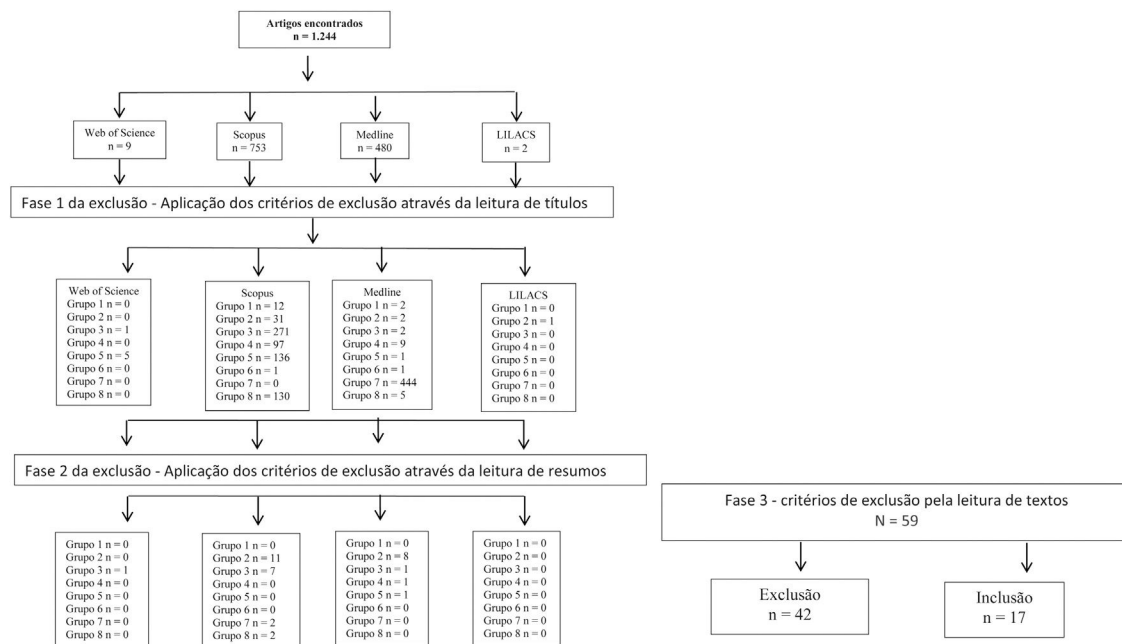 Artigos encontrados
n = 1.244
Web of Science
n = 9
Scopus
n = 753
Medline
n = 480
LILACS
n = 2
Fase 1 da exclusão - Aplicação dos critérios de exclusão através da leitura de títulos
Web of Science
Grupo 1 n = 0
Grupo 2 n = 0
Grupo 3 n = 1
Grupo 4 n = 0
Grupo 5 n = 5
Grupo 6 n = 0
Grupo 7 n = 0
Grupo 8 n = 0
Scopus
Grupo 1 n = 12
Grupo 2 n = 31
Grupo 3 n = 271
Grupo 4 n = 97
Grupo 5 n = 136
Grupo 6 n = 1
Grupo 7 n = 0
Grupo 8 n = 130
Medline
Grupo 1 n = 2
Grupo 2 n = 2
Grupo 3 n = 2
Grupo 4 n = 9
Grupo 5 n = 1
Grupo 6 n = 1
Grupo 7 n = 444
Grupo 8 n = 5
LILACS
Grupo 1 n = 0
Grupo 2 n = 1
Grupo 3 n = 0
Grupo 4 n = 0
Grupo 5 n = 0
Grupo 6 n = 0
Grupo 7 n = 0
Grupo 8 n = 0
Fase 2 da exclusão - Aplicação dos critérios de exclusão através da leitura de resumos
Grupo 1 n = 0
Grupo 2 n = 0
Grupo 3 n = 1
Grupo 4 n = 0
Grupo 5 n = 0
Grupo 6 n = 0
Grupo 7 n = 0
Grupo 8 n = 0
Grupo 1 n = 0
Grupo 2 n = 11
Grupo 3 n = 7
Grupo 4 n = 0
Grupo 5 n = 0
Grupo 6 n = 0
Grupo 7 n = 2
Grupo 8 n = 2
Grupo 1 n = 0
Grupo 2 n = 8
Grupo 3 n = 1
Grupo 4 n = 1
Grupo 5 n = 1
Grupo 6 n = 0
Grupo 7 n = 0
Grupo 8 n = 0
Grupo 1 n = 0
Grupo 2 n = 0
Grupo 3 n = 0
Grupo 4 n = 0
Grupo 5 n = 0
Grupo 6 n = 0
Grupo 7 n = 0
Grupo 8 n = 0
Fase 3 - critérios de exclusão pela leitura de textos
N = 59
Exclusão
n = 42
Inclusão
n = 17